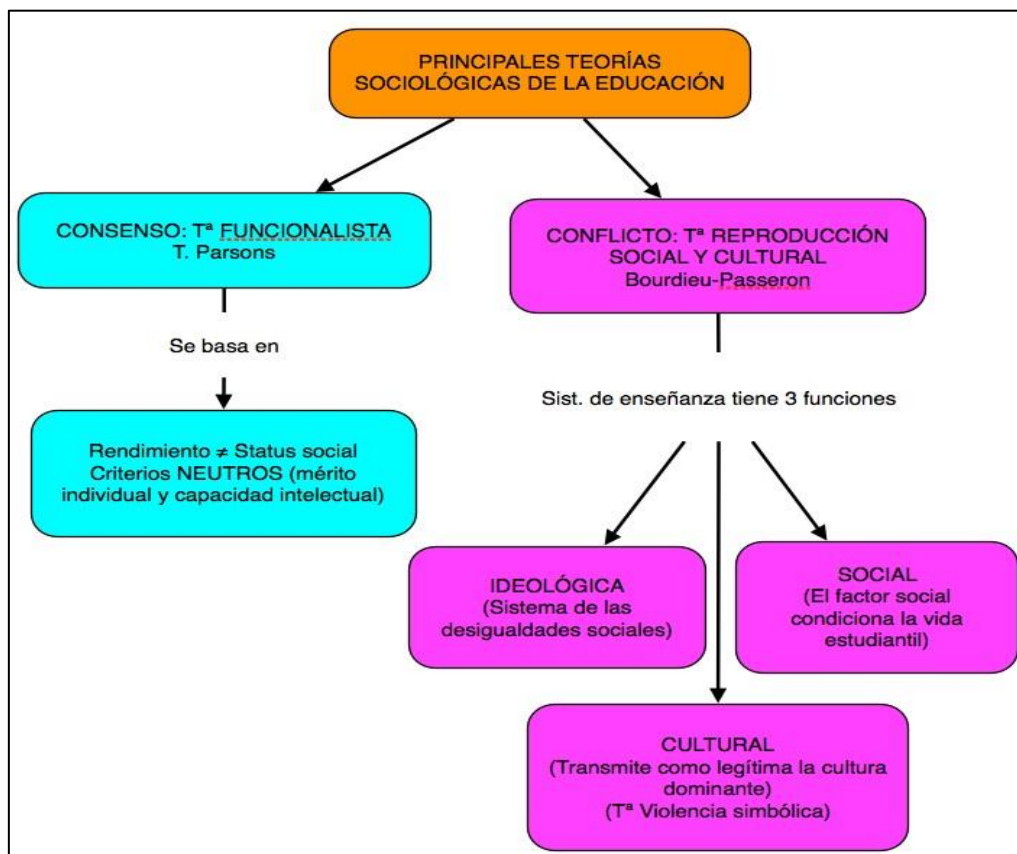 PRINCIPALES TEORÍAS
SOCIOLÓGICAS DE LA EDUCACIÓN
CONSENSO: Tª FUNCIONALISTA
T. Parsons
CONFLICTO: Tª REPRODUCCIÓN
SOCIAL Y CULTURAL
Bourdieu-Passeron
Se basa en
Sist. de enseñanza tiene 3 funciones
Rendimiento ≠ Status social
Criterios NEUTROS (mérito
individual y capacidad intelectual)
IDEOLÓGICA
(Sistema de las
desigualdades sociales)
SOCIAL
(El factor social
condiciona la vida
estudiantil)
CULTURAL
(Transmite como legítima la cultura
dominante)
(Tª Violencia simbólica)